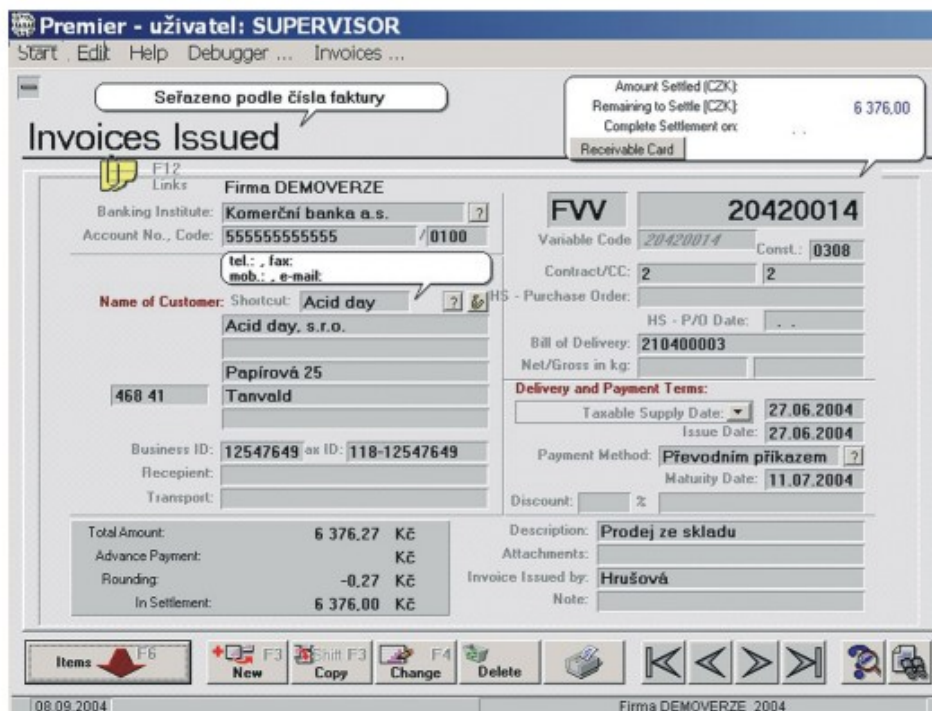 Premier - uživatel: SUPERVISOR
Start Edit Help Debugger ... Invoices ...
Seřazeno podle čísla faktury
Amount Settled (CZK):
Remaining to Settle (CZK): 6 376,00
Complete Settlement on: . .
Receivable Card
Invoices Issued
F12
Links
Firma DEMOVERZE
Banking Institute: Komerční banka a.s. ?
Account No., Code: 555555555555 / 0100
tel.: , fax:
mob.: , e-mail:
Name of Customer: Shortcut: Acid day ?
Acid day, s.r.o.
Papírová 25
468 41 Tanvald
Business ID: 12547649 ax ID: 118-12547649
Recepient:
Transport:
FVV 20420014
Variable Code 20420014 Const.: 0308
Contract/CC: 2 2
HS - Purchase Order:
HS - P/O Date: . .
Bill of Delivery: 210400003
Net/Gross in kg:
Delivery and Payment Terms:
Taxable Supply Date: 27.06.2004
Issue Date: 27.06.2004
Payment Method: Převodním příkazem ?
Maturity Date: 11.07.2004
Discount: %
Total Amount: 6 376,27 Kč
Advance Payment: Kč
Rounding: -0,27 Kč
In Settlement: 6 376,00 Kč
Description: Prodej ze skladu
Attachments:
Invoice Issued by: Hrušová
Note:
Items F6
F3 New
Shift F3 Copy
F4 Change
Delete
08.09.2004 Firma DEMOVERZE 2004